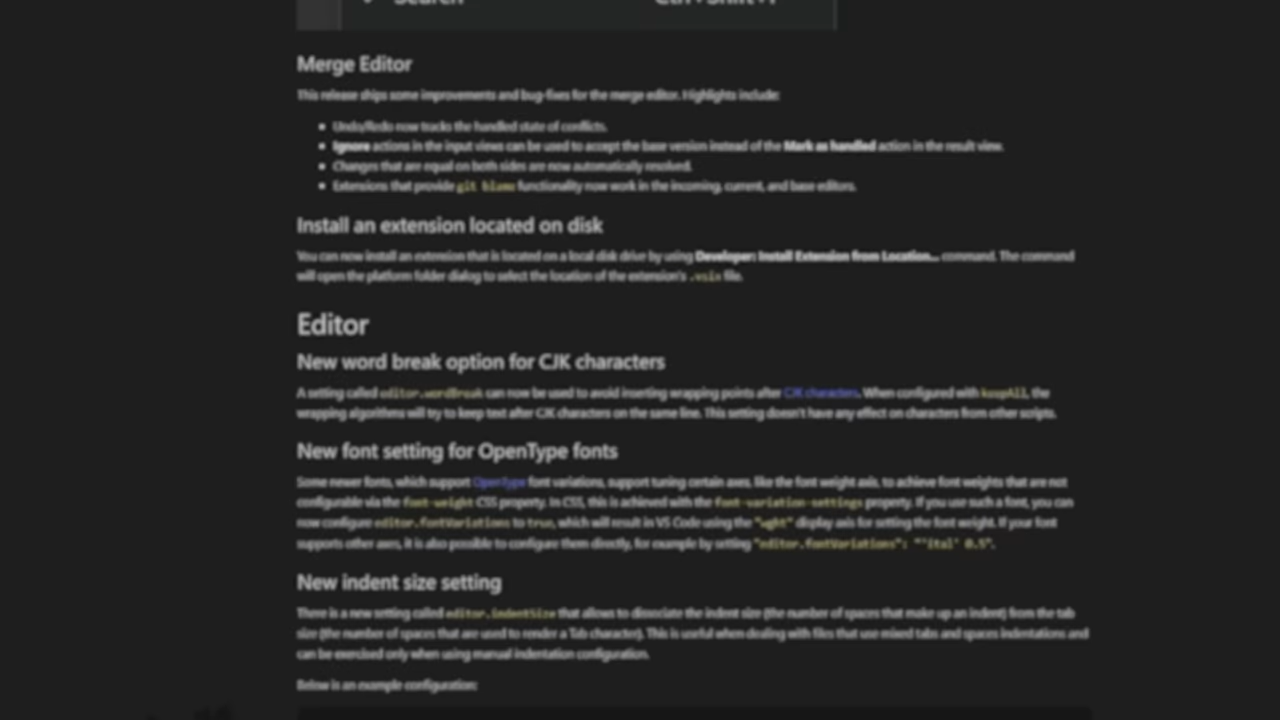 Search Ctrl+Shift+F
Merge Editor
This release ships some improvements and bug-fixes for the merge editor. Highlights include:
Undo/Redo now tracks the handled state of conflicts.
Ignore actions in the input views can be used to accept the base version instead of the Mark as handled action in the result view.
Changes that are equal on both sides are now automatically resolved.
Extensions that provide git blame functionality now work in the incoming, current, and base editors.
Install an extension located on disk
You can now install an extension that is located on a local disk drive by using Developer: Install Extension from Location... command. The command
will open the platform folder dialog to select the location of the extension's .vsix file.
Editor
New word break option for CJK characters
A setting called editor.wordBreak can now be used to avoid inserting wrapping points after CJK characters. When configured with keepAll, the
wrapping algorithms will try to keep text after CJK characters on the same line. This setting doesn't have any effect on characters from other scripts.
New font setting for OpenType fonts
Some newer fonts, which support OpenType font variations, support tuning certain axes, like the font weight axis, to achieve font weights that are not
configurable via the font-weight CSS property. In CSS, this is achieved with the font-variation-settings property. If you use such a font, you can
now configure editor.fontVariations to true, which will result in VS Code using the "wght" display axis for setting the font weight. If your font
supports other axes, it is also possible to configure them directly, for example by setting "editor.fontVariations": "'ital' 0.5".
New indent size setting
There is a new setting called editor.indentSize that allows to dissociate the indent size (the number of spaces that make up an indent) from the tab
size (the number of spaces that are used to render a Tab character). This is useful when dealing with files that use mixed tabs and spaces indentations and
can be exercised only when using manual indentation configuration.
Below is an example configuration: